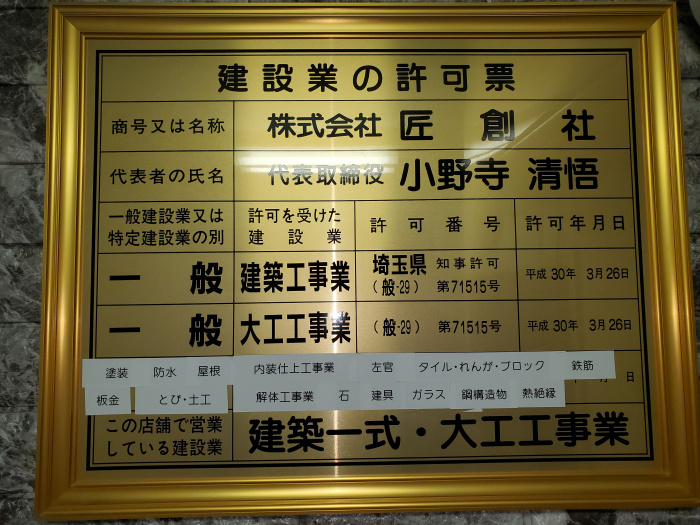 建設業の許可票
商号又は名称 株式会社 匠 創 社
代表者の氏名 代表取締役 小野寺 清悟
一般建設業又は
特定建設業の別
許可を受けた
建設業
許可番号
許可年月日
一般 建築工事業 埼玉県 知事許可
(般-29) 第71515号 平成30年 3月26日
一般 大工工事業 (般-29) 第71515号 平成30年 3月26日
塗装 防水 屋根 内装仕上工事業 左官 タイル・れんが・ブロック 鉄筋
板金 とび・土工 解体工事業 石 建具 ガラス 鋼構造物 熱絶縁
日
この店舗で営業
している建設業
建築一式・大工工事業